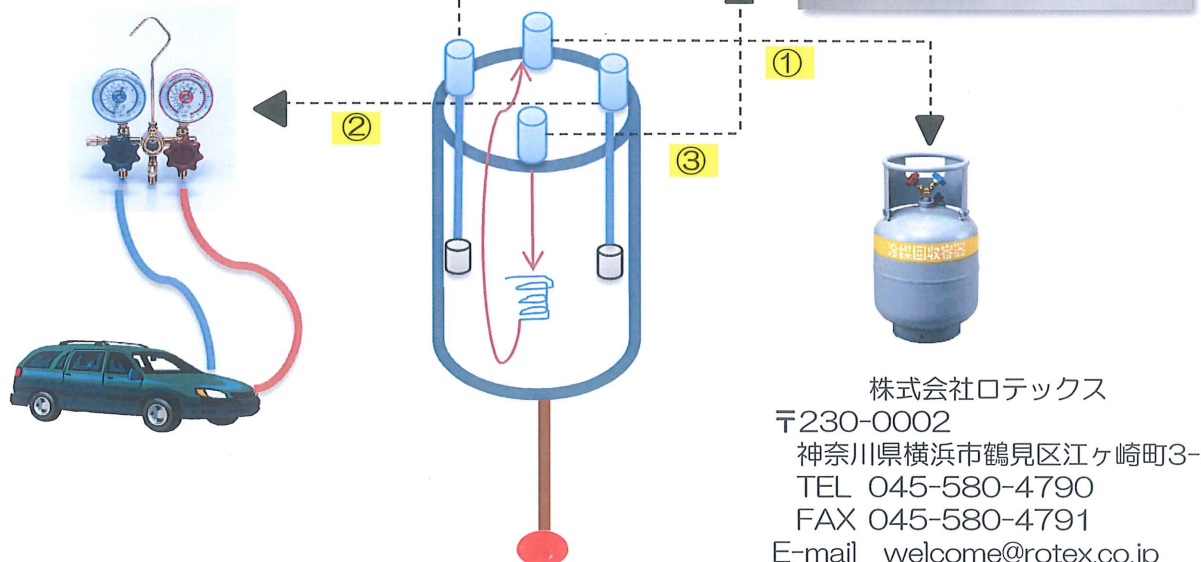 ①
②
③
冷媒回収容器
株式会社ロテックス
〒230-0002
神奈川県横浜市鶴見区江ヶ崎町3-
TEL 045-580-4790
FAX 045-580-4791
E-mail welcome@rotex.co.jp